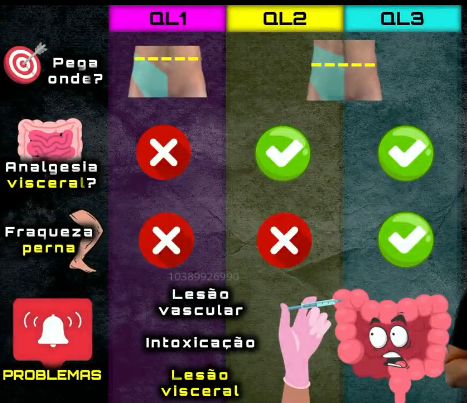 QL1 QL2 QL3
Pega
onde?
Analgesia
visceral?
Fraqueza
perna
10389926990
Lesão
vascular
Intoxicação
PROBLEMAS
Lesão
visceral